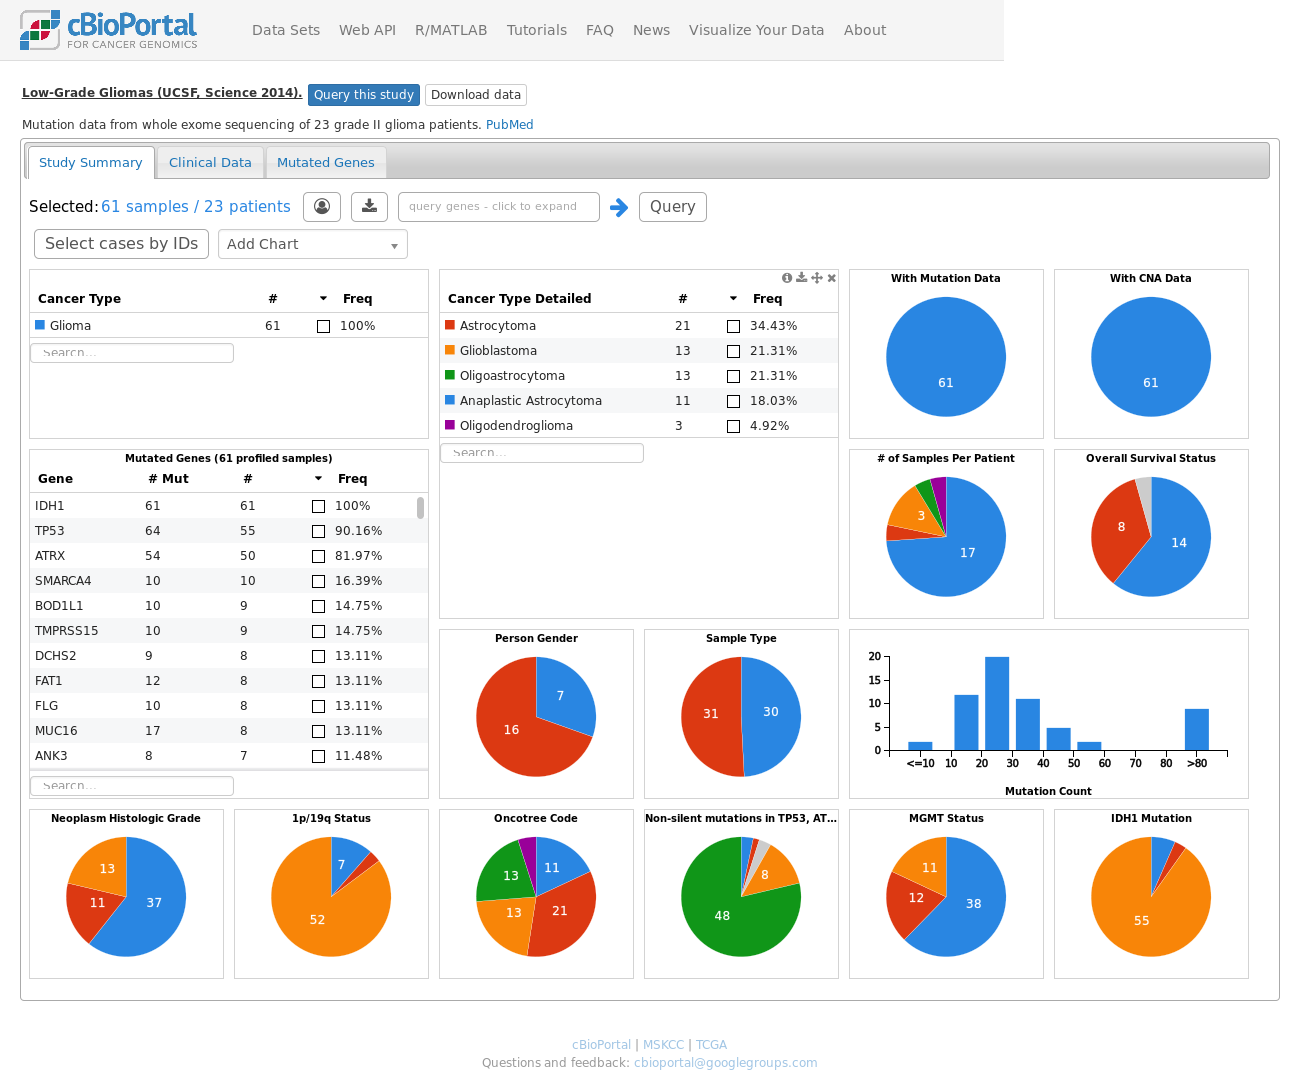 cBioPortal
FOR CANCER GENOMICS
Data Sets Web API R/MATLAB Tutorials FAQ News Visualize Your Data About
Low-Grade Gliomas (UCSF, Science 2014). Query this study Download data
Mutation data from whole exome sequencing of 23 grade II glioma patients. PubMed
Study Summary Clinical Data Mutated Genes
Selected: 61 samples / 23 patients query genes - click to expand Query
Select cases by IDs Add Chart
Cancer Type # Freq
Glioma 61 100%
Search...
Cancer Type Detailed # Freq
Astrocytoma 21 34.43%
Glioblastoma 13 21.31%
Oligoastrocytoma 13 21.31%
Anaplastic Astrocytoma 11 18.03%
Oligodendroglioma 3 4.92%
Search...
With Mutation Data
61
With CNA Data
61
Mutated Genes (61 profiled samples)
Gene # Mut # Freq
IDH1 61 61 100%
TP53 64 55 90.16%
ATRX 54 50 81.97%
SMARCA4 10 10 16.39%
BOD1L1 10 9 14.75%
TMPRSS15 10 9 14.75%
DCHS2 9 8 13.11%
FAT1 12 8 13.11%
FLG 10 8 13.11%
MUC16 17 8 13.11%
ANK3 8 7 11.48%
Search...
# of Samples Per Patient
3
17
Overall Survival Status
8
14
Person Gender
7
16
Sample Type
31 30
20
15
10
5
0
<=10 10 20 30 40 50 60 70 80 >80
Mutation Count
Neoplasm Histologic Grade
13
11 37
1p/19q Status
7
52
Oncotree Code
11
13
13 21
Non-silent mutations in TP53, AT...
8
48
MGMT Status
11
12 38
IDH1 Mutation
55
cBioPortal | MSKCC | TCGA
Questions and feedback: cbioportal@googlegroups.com